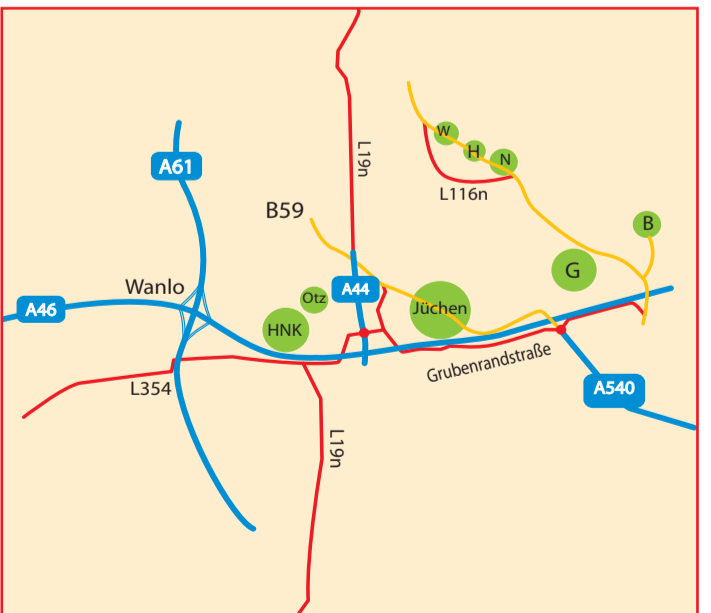 L19n
W
H
N
A61
L116n
B59
B
G
Wanlo
A44
A46
Otz
Jüchen
HNK
Grubenrandstraße
L354
A540
L19n